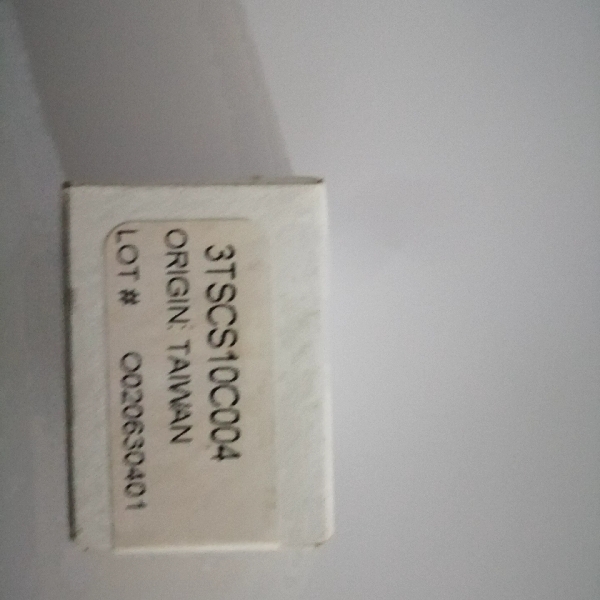 3TSCS10C004
ORIGIN: TAIWAN
LOT # O020630401